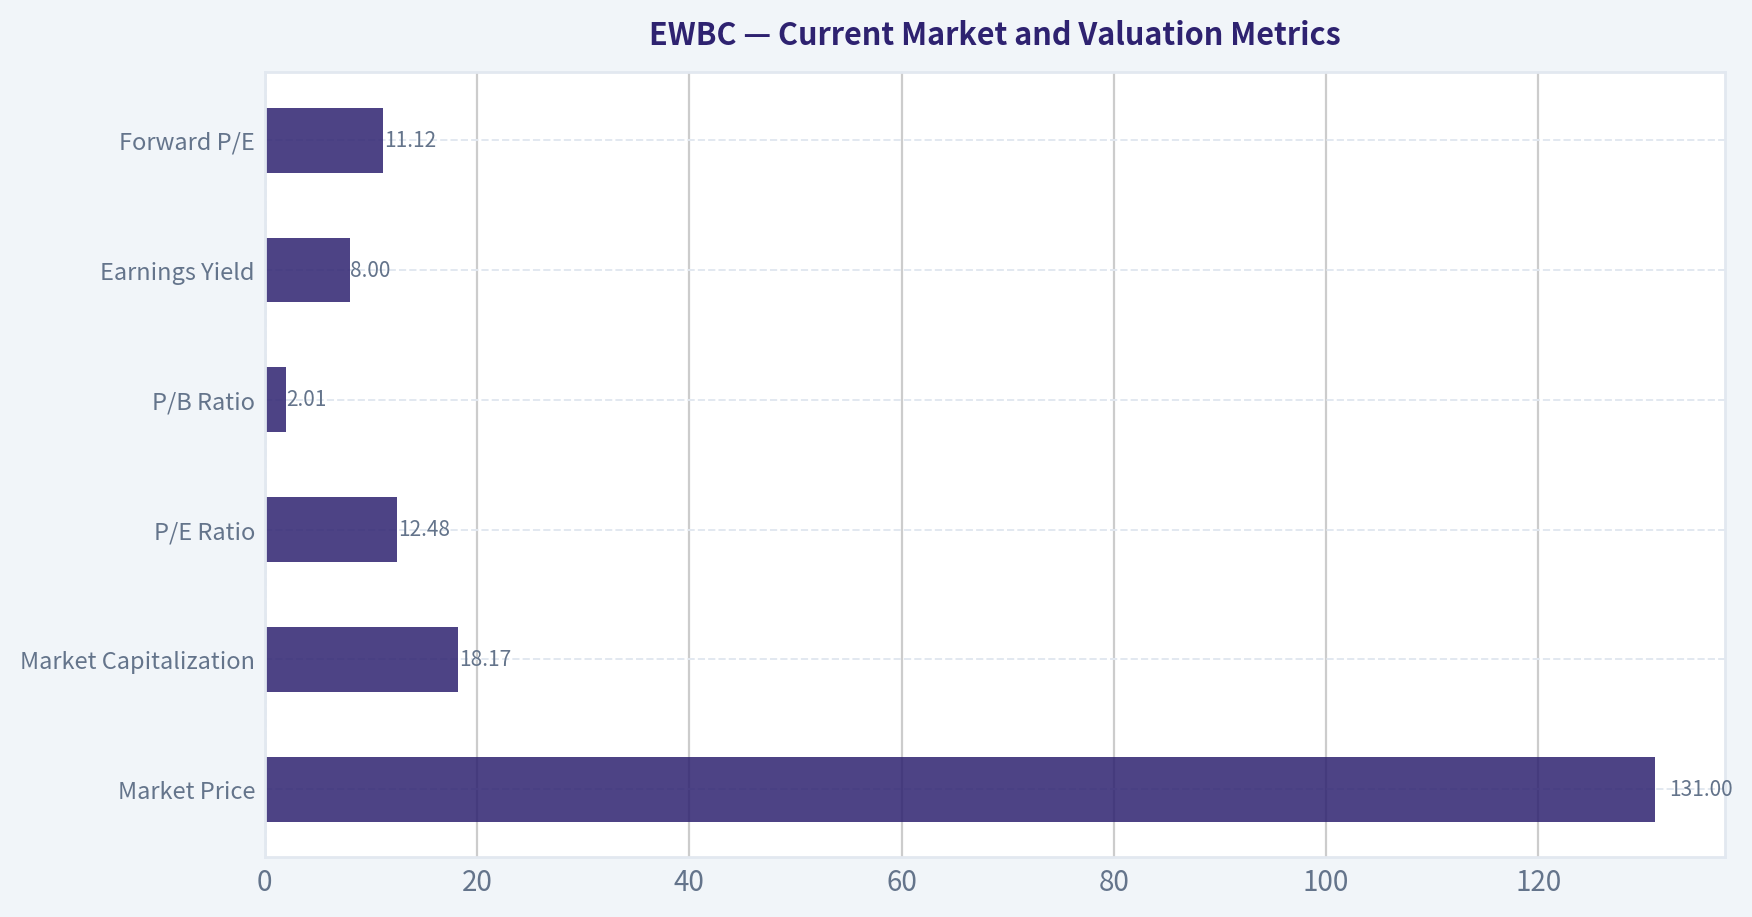 EWBC — Current Market and Valuation Metrics
Forward P/E
11.12
Earnings Yield
8.00
P/B Ratio
2.01
P/E Ratio
12.48
Market Capitalization
18.17
Market Price
131.00
0 20 40 60 80 100 120